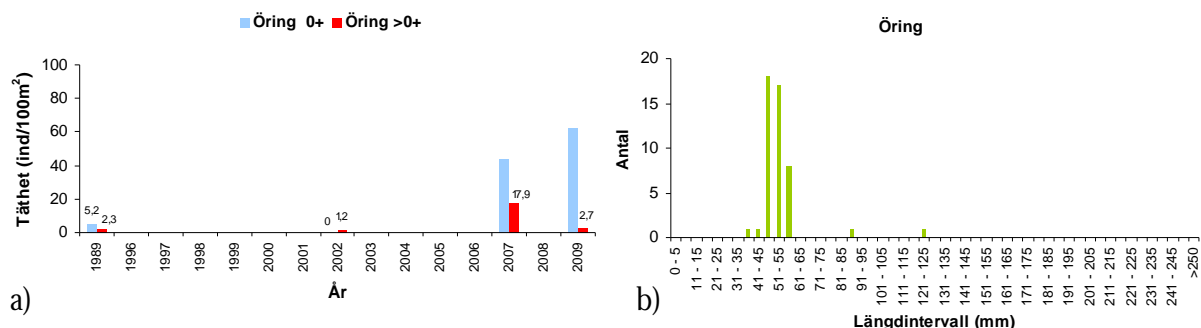 Öring 0+ Öring >0+
Täthet (ind/100m²)
100
80
60
40
20
0
5,2
2,3
0
1,2
17,9
2,7
1989
1996
1997
1998
1999
2000
2001
2002
2003
2004
2005
2006
2007
2008
2009
År
a)
Öring
Antal
20
15
10
5
0
0 - 5
11 - 15
21 - 25
31 - 35
41 - 45
51 - 55
61 - 65
71 - 75
81 - 85
91 - 95
101 - 105
111 - 115
121 - 125
131 - 135
141 - 145
151 - 155
161 - 165
171 - 175
181 - 185
191 - 195
201 - 205
211 - 215
221 - 225
231 - 235
241 - 245
>250
Längdintervall (mm)
b)